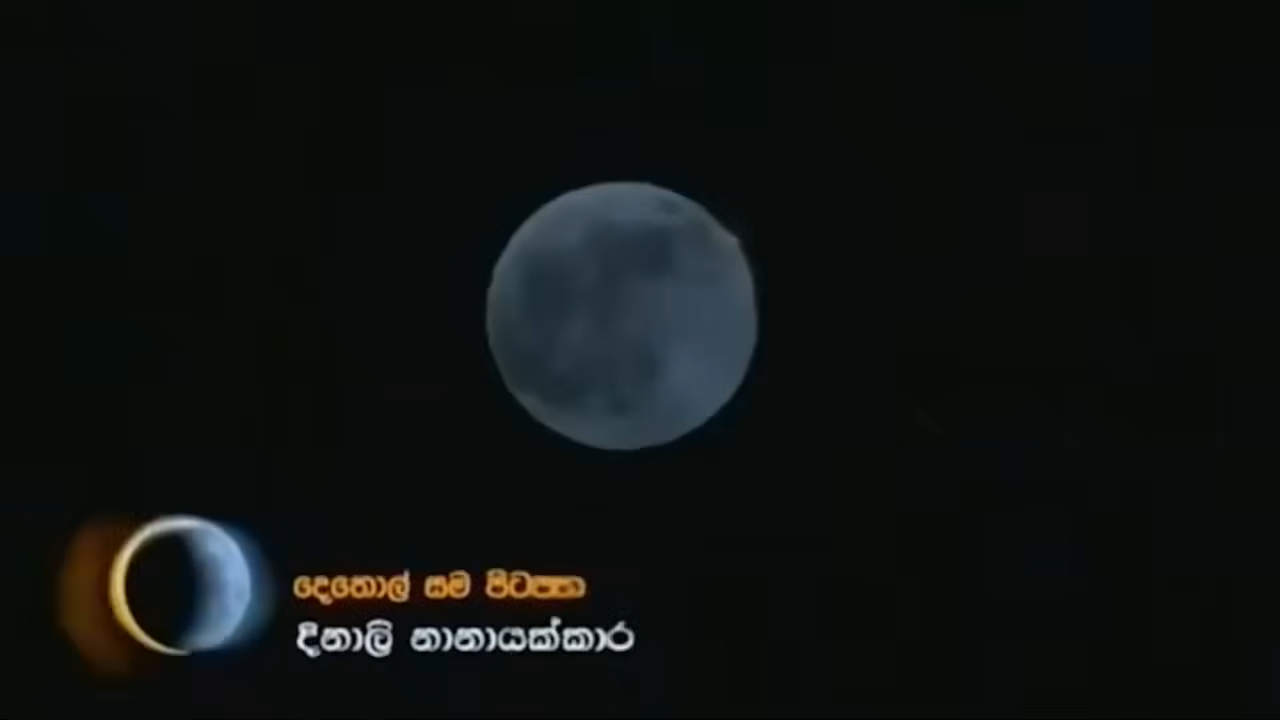 දෙතොල් සම පිටපත
දිනාලි නානායක්කාර